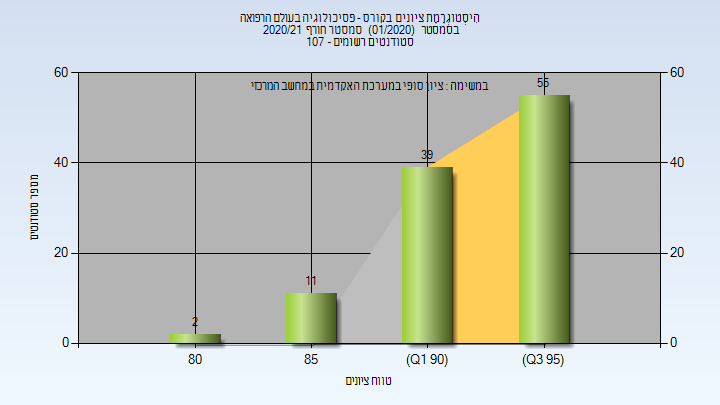 היסטוגרמת ציונים בקורס - פסיכולוגיה בעולם הרפואה
בסמסטר (01/2020) סמסטר חורף 2020/21
סטודנטים רשומים - 107
במשימה : ציון סופי במערכת האקדמית במחשב המרכזי
60
40
20
0
60
40
20
0
2
11
39
55
מספר סטודנטים
80
85
(Q1 90)
(Q3 95)
טווח ציונים